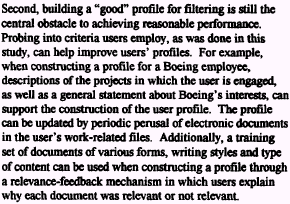 Second, building a "good" profile for filtering is still the
central obstacle to achieving reasonable performance.
Probing into criteria users employ, as was done in this
study, can help improve users' profiles. For example,
when constructing a profile for a Boeing employee,
descriptions of the projects in which the user is engaged,
as well as a general statement about Boeing's interests, can
support the construction of the user profile. The profile
can be updated by periodic perusal of electronic documents
in the user's work-related files. Additionally, a training
set of documents of various forms, writing styles and type
of content can be used when constructing a profile through
a relevance-feedback mechanism in which users explain
why each document was relevant or not relevant.